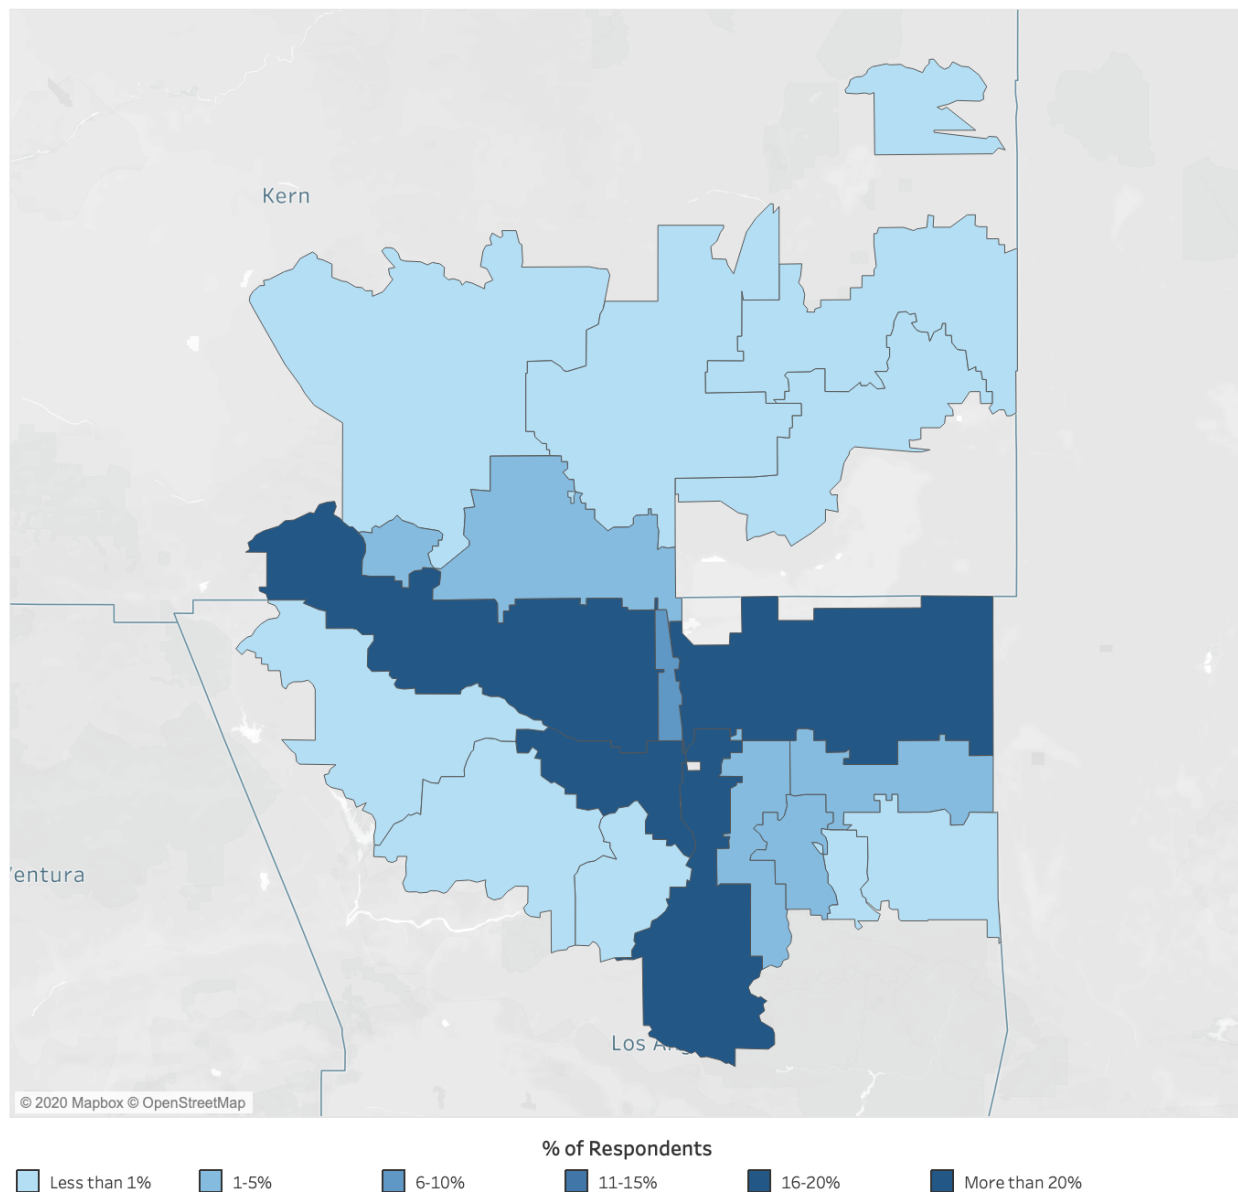 Kern
entura
Los An
© 2020 Mapbox © OpenStreetMap
% of Respondents
Less than 1%
1-5%
6-10%
11-15%
16-20%
More than 20%